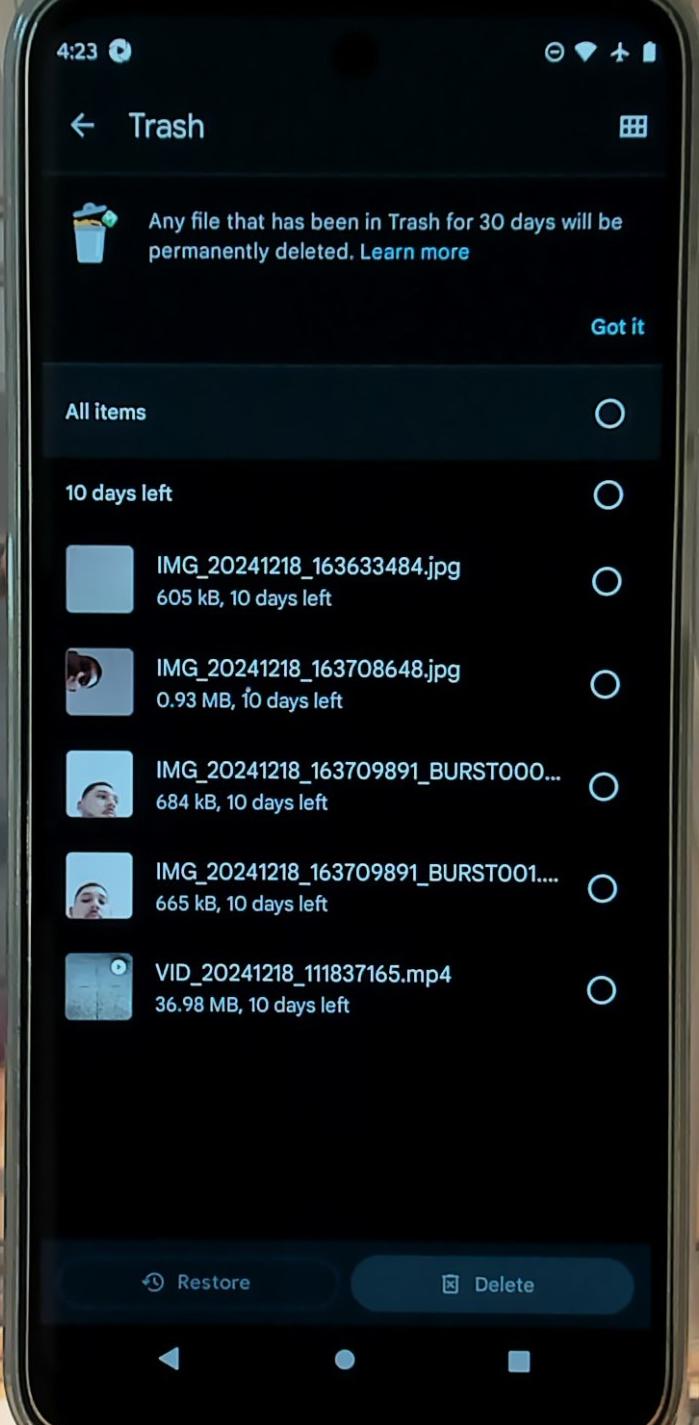 4:23
Trash
Any file that has been in Trash for 30 days will be
permanently deleted. Learn more
Got it
All items
10 days left
IMG_20241218_163633484.jpg
605 kB, 10 days left
IMG_20241218_163708648.jpg
0.93 MB, 10 days left
IMG_20241218_163709891_BURST000...
684 kB, 10 days left
IMG_20241218_163709891_BURST001....
665 kB, 10 days left
VID_20241218_111837165.mp4
36.98 MB, 10 days left
Restore
Delete